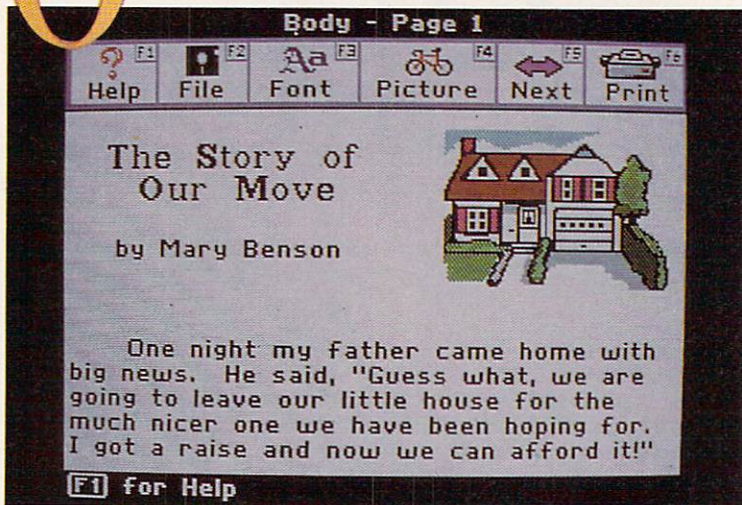 Body - Page 1
F1 F2 F3 F4 F5 F6
Help File Font Picture Next Print
The Story of
Our Move
by Mary Benson
One night my father came home with
big news. He said, "Guess what, we are
going to leave our little house for the
much nicer one we have been hoping for.
I got a raise and now we can afford it!"
F1 for Help